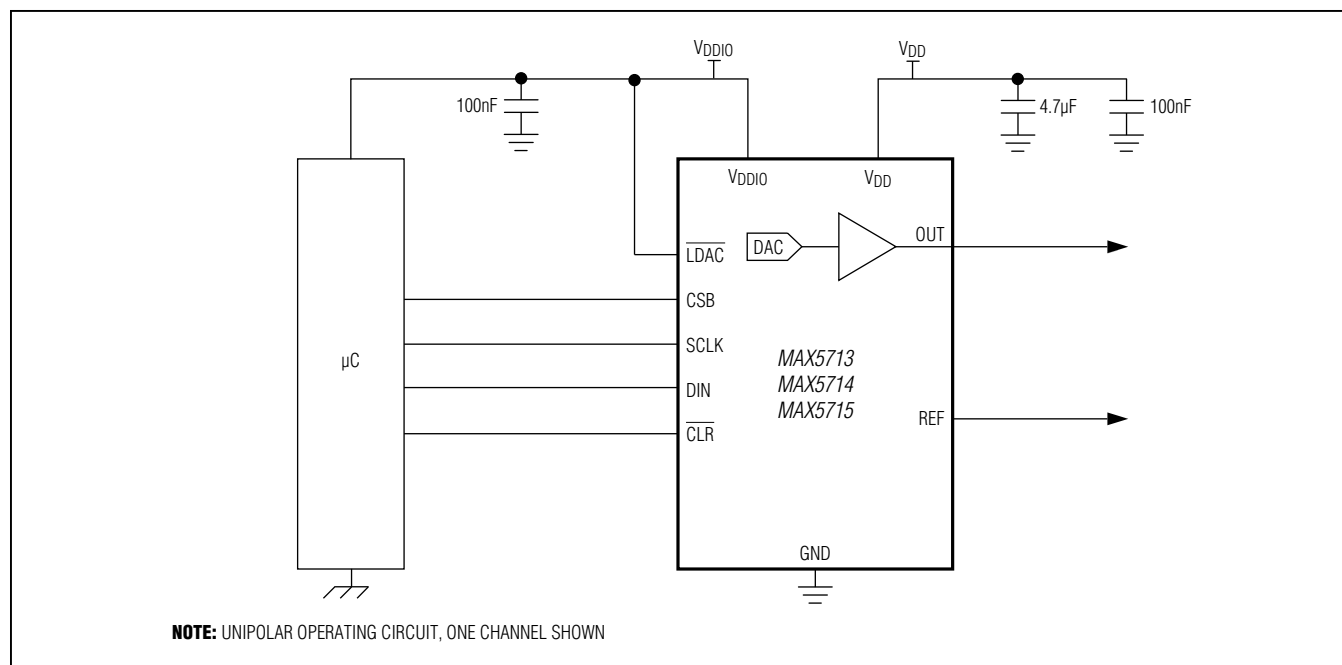 VDDIO
VDD
100nF
4.7µF
100nF
VDDIO
VDD
LDAC
DAC
OUT
CSB
SCLK
µC
DIN
MAX5713
MAX5714
MAX5715
REF
CLR
GND
NOTE: UNIPOLAR OPERATING CIRCUIT, ONE CHANNEL SHOWN